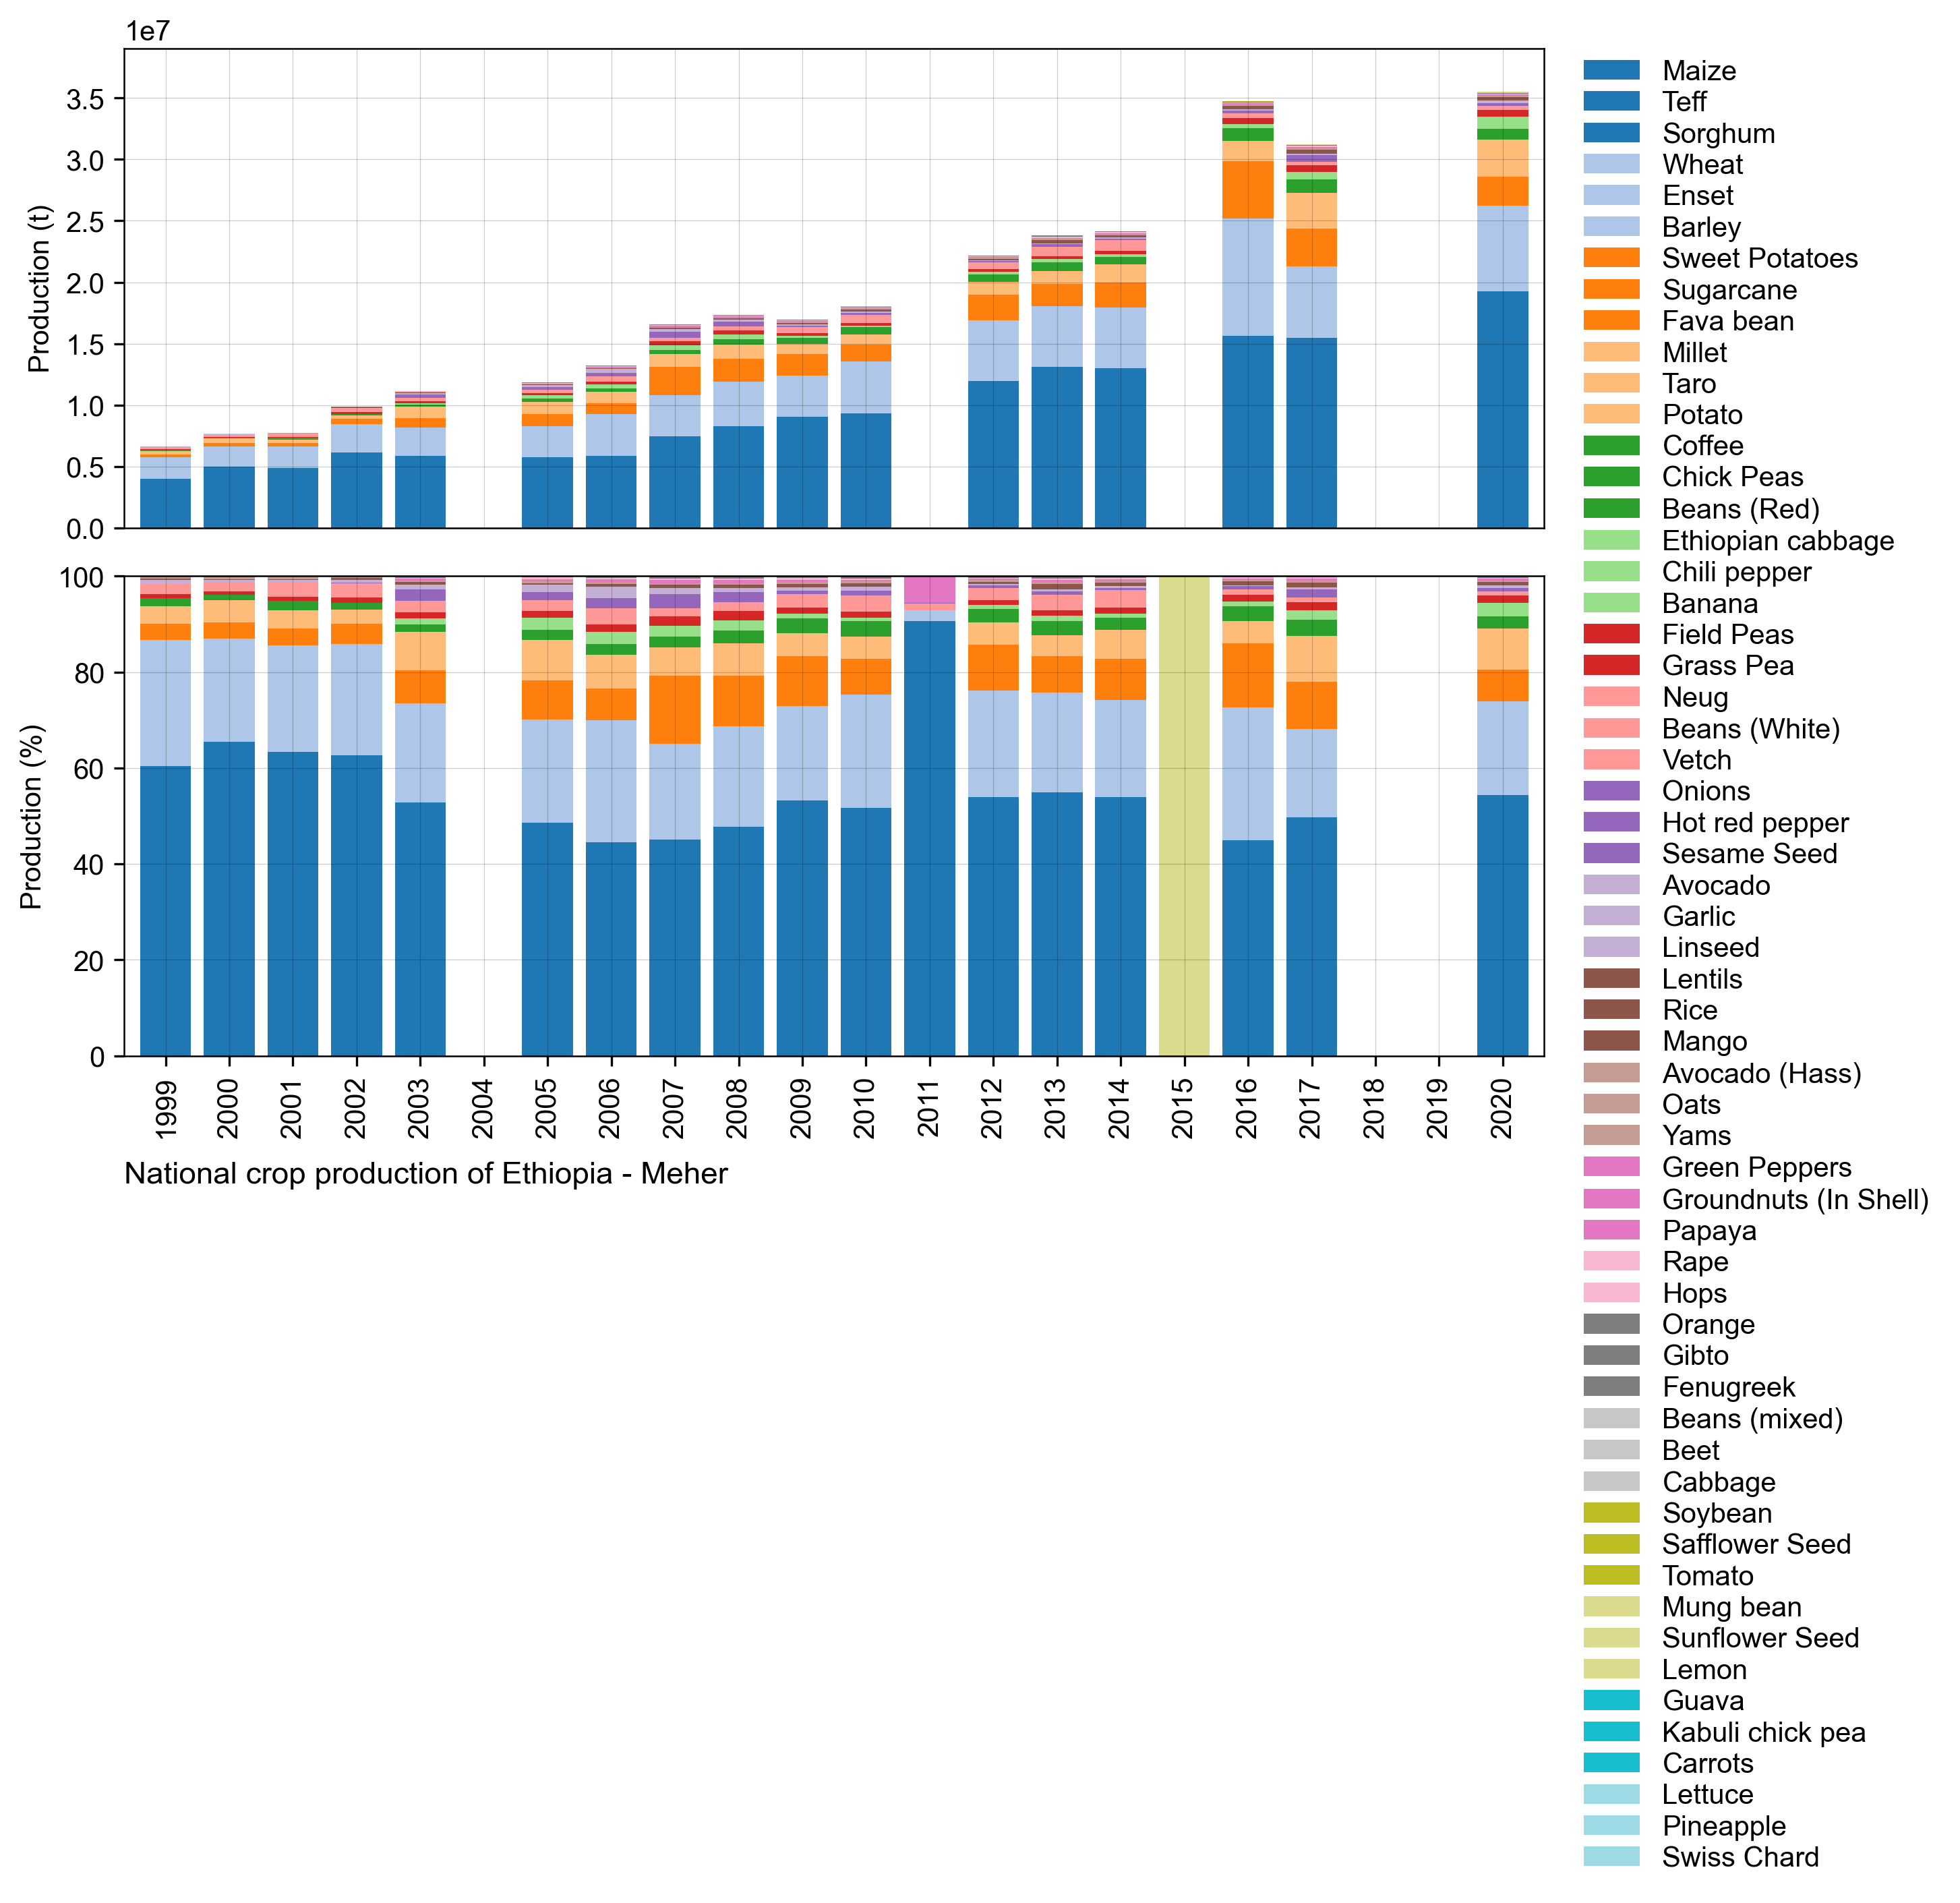 1e7
3.5
3.0
2.5
2.0
1.5
1.0
0.5
0.0
Production (t)
100
80
60
40
20
0
Production (%)
1999 2000 2001 2002 2003 2004 2005 2006 2007 2008 2009 2010 2011 2012 2013 2014 2015 2016 2017 2018 2019 2020
National crop production of Ethiopia - Meher
Maize
Teff
Sorghum
Wheat
Enset
Barley
Sweet Potatoes
Sugarcane
Fava bean
Millet
Taro
Potato
Coffee
Chick Peas
Beans (Red)
Ethiopian cabbage
Chili pepper
Banana
Field Peas
Grass Pea
Neug
Beans (White)
Vetch
Onions
Hot red pepper
Sesame Seed
Avocado
Garlic
Linseed
Lentils
Rice
Mango
Avocado (Hass)
Oats
Yams
Green Peppers
Groundnuts (In Shell)
Papaya
Rape
Hops
Orange
Gibto
Fenugreek
Beans (mixed)
Beet
Cabbage
Soybean
Safflower Seed
Tomato
Mung bean
Sunflower Seed
Lemon
Guava
Kabuli chick pea
Carrots
Lettuce
Pineapple
Swiss Chard